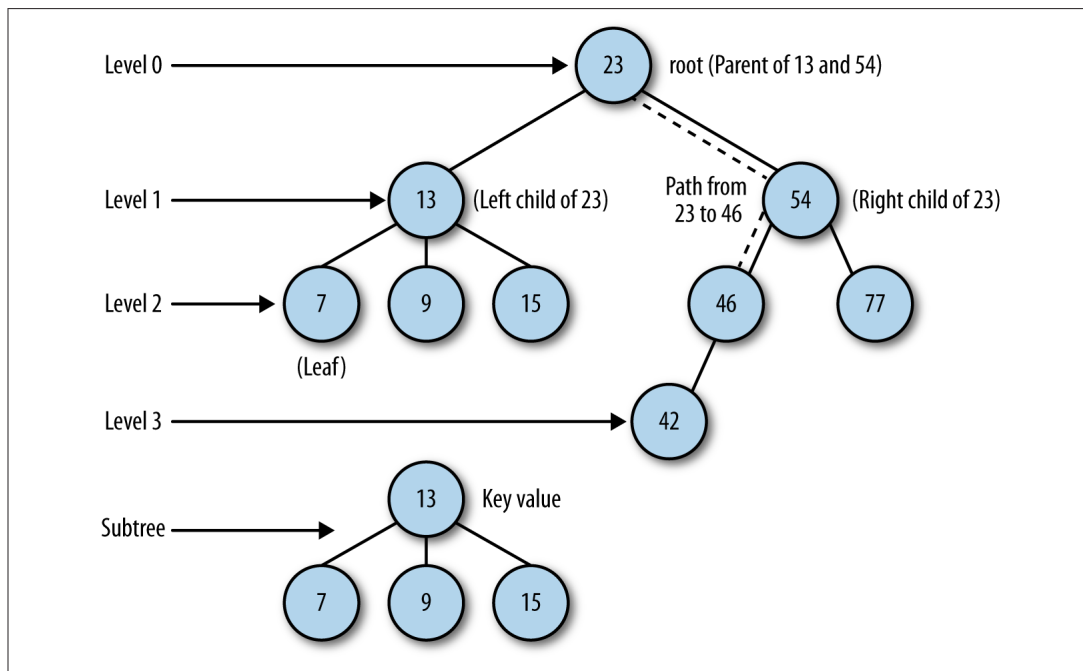 Level 0
23
root (Parent of 13 and 54)
Level 1
13
(Left child of 23)
Path from
23 to 46
54
(Right child of 23)
Level 2
7
9
15
46
77
(Leaf)
Level 3
42
13
Key value
Subtree
7
9
15